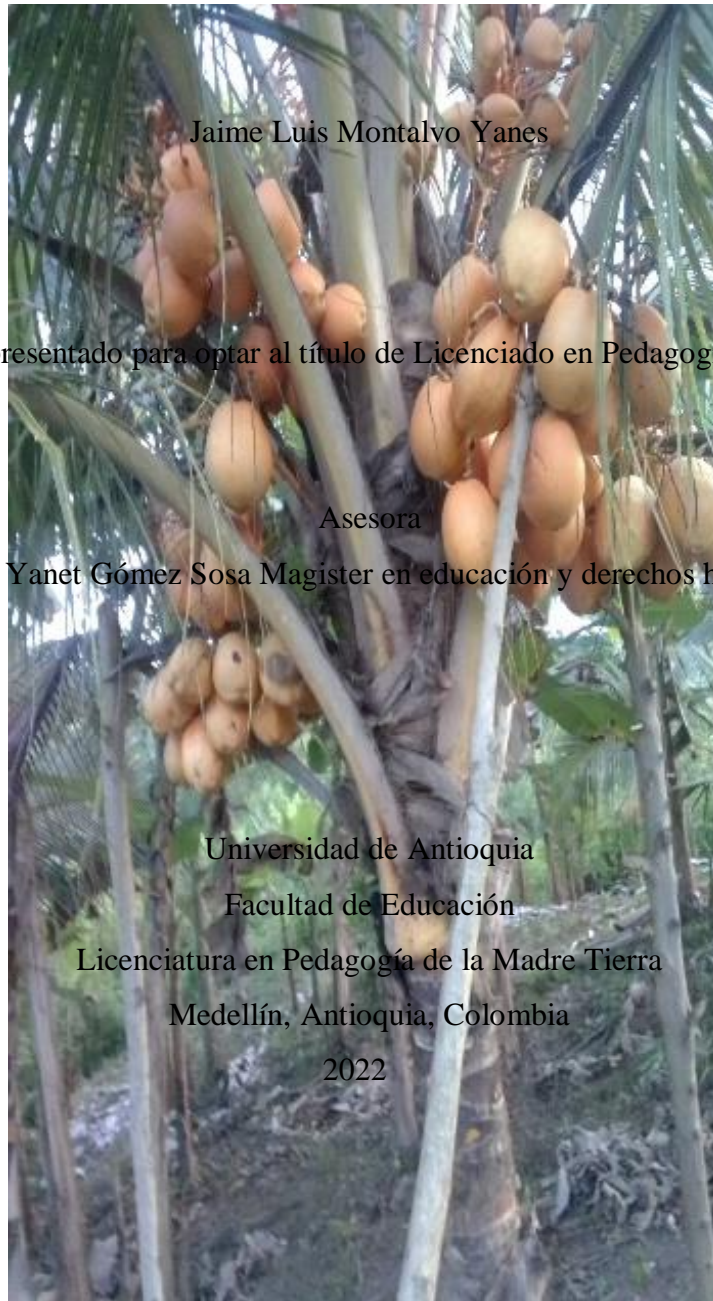 Jaime Luis Montalvo Yanes
resentado para optar al título de Licenciado en Pedagog
Asesora
Yanet Gómez Sosa Magister en educación y derechos h
Universidad de Antioquia
Facultad de Educación
Licenciatura en Pedagogía de la Madre Tierra
Medellín, Antioquia, Colombia
2022